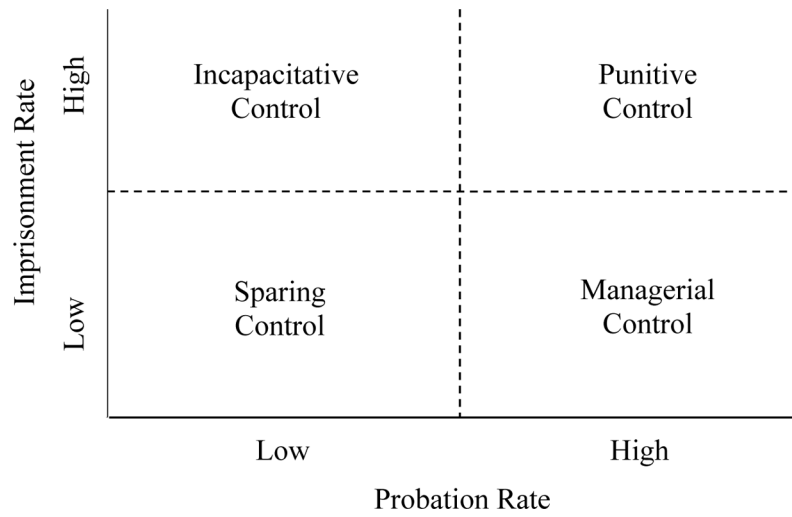 Imprisonment Rate
High
Low
Incapacitative
Control
Punitive
Control
Sparing
Control
Managerial
Control
Low
High
Probation Rate